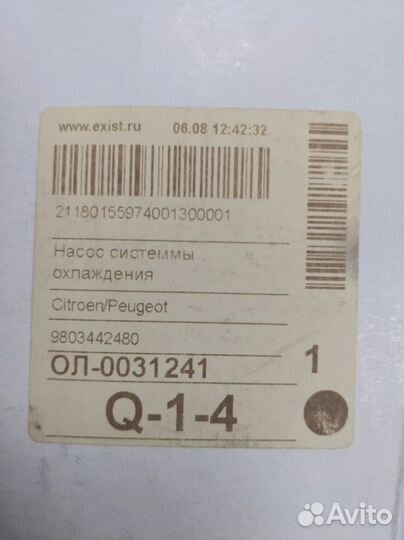 www.exist.ru 06.08 12:42:32
21180155974001300001
Насос системмы
охлаждения
Citroen/Peugeot
9803442480
ОЛ-0031241
1
Q-1-4
Avito